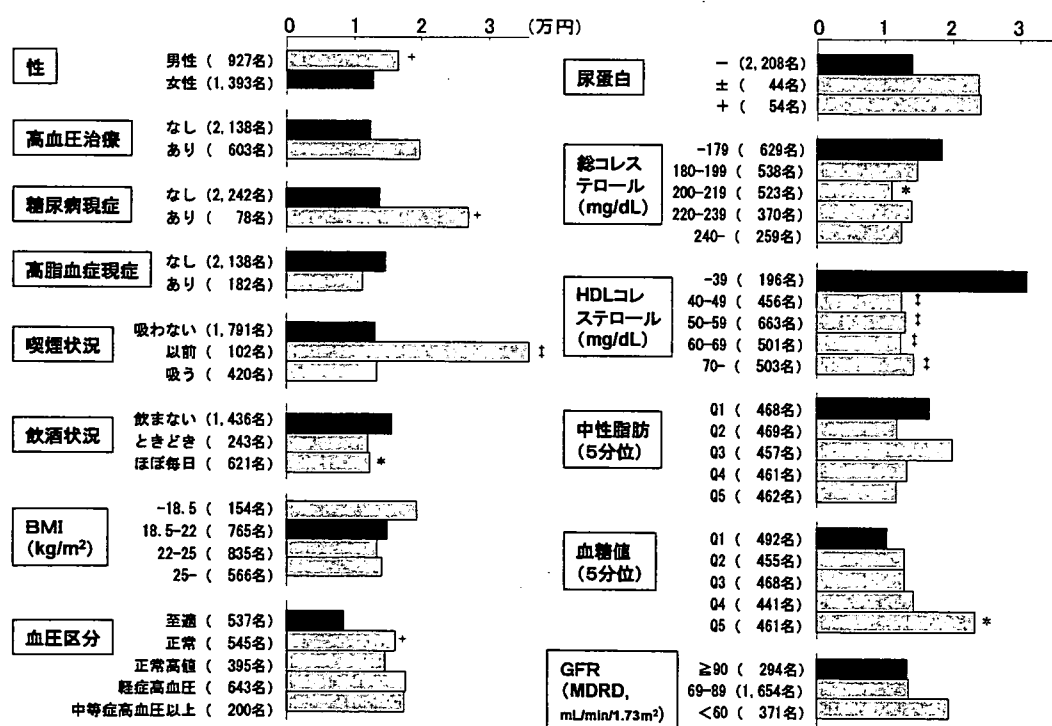 0 1 2 3 (万円)
性
男性 ( 927名) +
女性 (1,393名)
高血圧治療
なし (2,138名)
あり ( 603名)
糖尿病現症
なし (2,242名)
あり ( 78名) +
高脂血症現症
なし (2,138名)
あり ( 182名)
喫煙状況
吸わない (1,791名)
以前 ( 102名) ‡
吸う ( 420名)
飲酒状況
飲まない (1,436名)
ときどき ( 243名)
ほぼ毎日 ( 621名) *
BMI
(kg/m²)
-18.5 ( 154名)
18.5-22 ( 765名)
22-25 ( 835名)
25- ( 566名)
血圧区分
至適 ( 537名)
正常 ( 545名) +
正常高値 ( 395名)
軽症高血圧 ( 643名)
中等症高血圧以上 ( 200名)
0 1 2 3
尿蛋白
− (2,208名)
± ( 44名)
+ ( 54名)
総コレス
テロール
(mg/dL)
-179 ( 629名)
180-199 ( 538名)
200-219 ( 523名) *
220-239 ( 370名)
240- ( 259名)
HDLコレ
ステロール
(mg/dL)
-39 ( 196名)
40-49 ( 456名) ‡
50-59 ( 663名) ‡
60-69 ( 501名) ‡
70- ( 503名) ‡
中性脂肪
(5分位)
Q1 ( 468名)
Q2 ( 469名)
Q3 ( 457名)
Q4 ( 461名)
Q5 ( 462名)
血糖値
(5分位)
Q1 ( 492名)
Q2 ( 455名)
Q3 ( 468名)
Q4 ( 441名)
Q5 ( 461名) *
GFR
(MDRD,
mL/min/1.73m²)
≧90 ( 294名)
69-89 (1,654名)
<60 ( 371名)